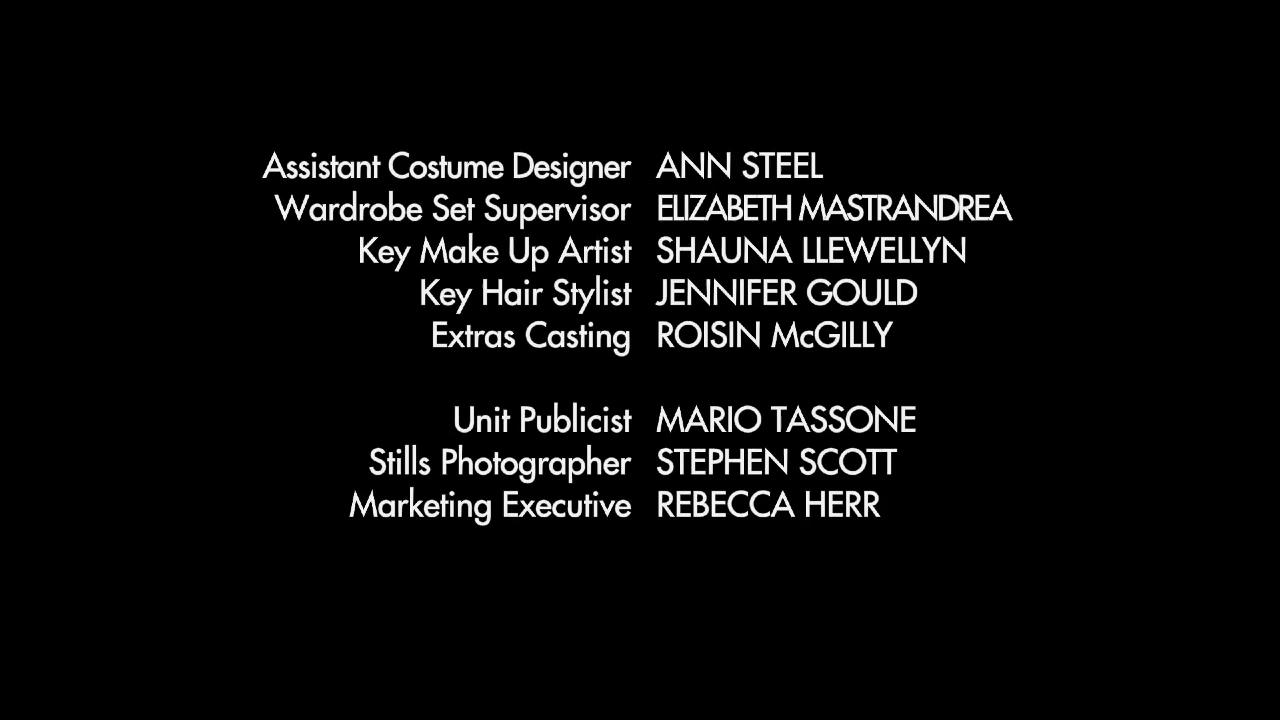 Assistant Costume Designer ANN STEEL
Wardrobe Set Supervisor ELIZABETH MASTRANDREA
Key Make Up Artist SHAUNA LLEWELLYN
Key Hair Stylist JENNIFER GOULD
Extras Casting ROISIN McGILLY
Unit Publicist MARIO TASSONE
Stills Photographer STEPHEN SCOTT
Marketing Executive REBECCA HERR